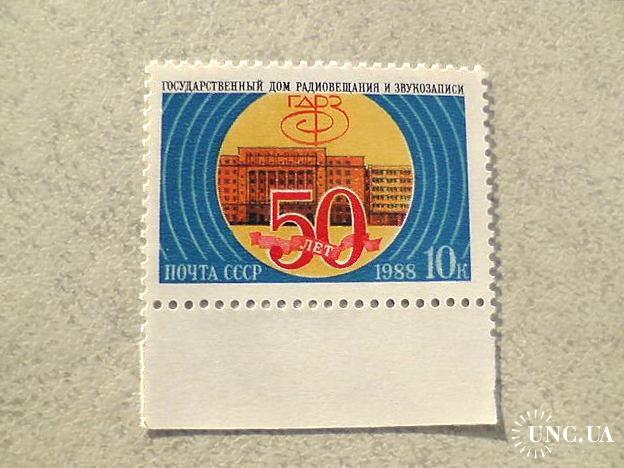 ГОСУДАРСТВЕННЫЙ ДОМ РАДИОВЕЩАНИЯ И ЗВУКОЗАПИСИ
ГДРЗ
50
ЛЕТ
ПОЧТА СССР 1988 10К
UNC.UA